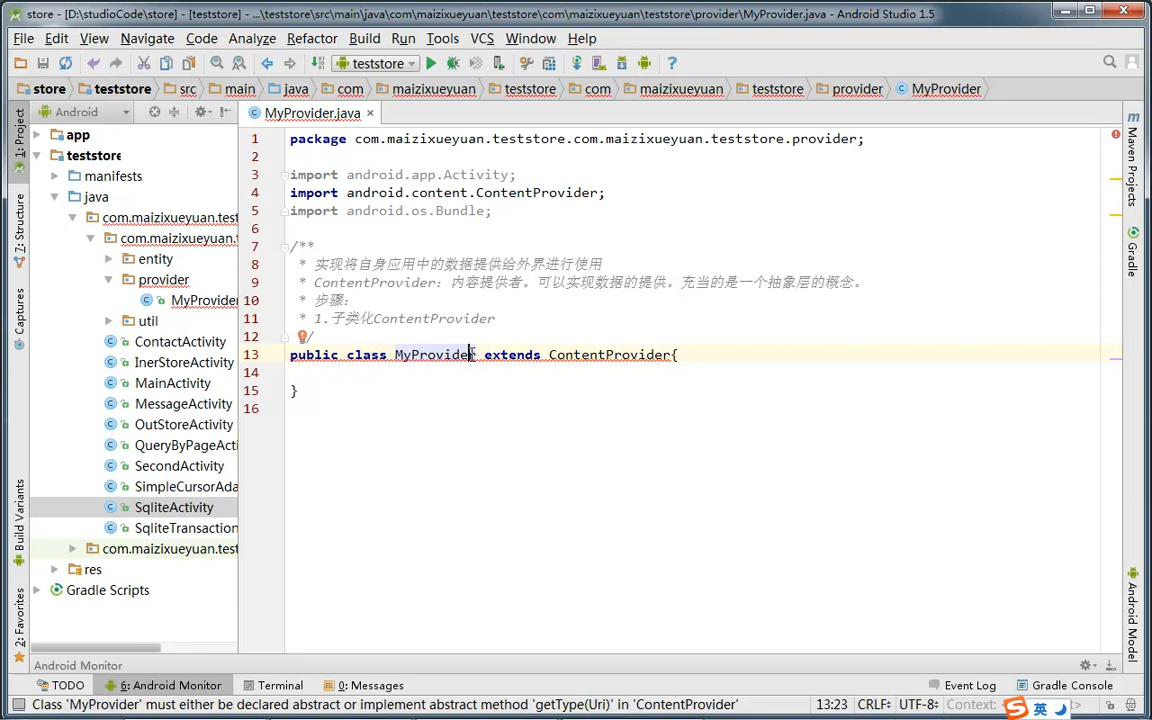 store - [D:\studioCode\store] - [teststore] - ...\teststore\src\main\java\com\maizixueyuan\teststore\com\maizixueyuan\teststore\provider\MyProvider.java - Android Studio 1.5
File Edit View Navigate Code Analyze Refactor Build Run Tools VCS Window Help
teststore
store teststore src main java com maizixueyuan teststore com maizixueyuan teststore provider MyProvider
Android
MyProvider.java
1: Project
7: Structure
Captures
Build Variants
2: Favorites
app
teststore
manifests
java
com.maizixueyuan.test
com.maizixueyuan.
entity
provider
MyProvider
util
ContactActivity
InerStoreActivity
MainActivity
MessageActivity
OutStoreActivity
QueryByPageActi
SecondActivity
SimpleCursorAda
SqliteActivity
SqliteTransaction
com.maizixueyuan.test
res
Gradle Scripts
1 package com.maizixueyuan.teststore.com.maizixueyuan.teststore.provider;
2
3 import android.app.Activity;
4 import android.content.ContentProvider;
5 import android.os.Bundle;
6
7 /**
8 * 实现将自身应用中的数据提供给外界进行使用
9 * ContentProvider: 内容提供者。可以实现数据的提供。充当的是一个抽象层的概念。
10 * 步骤:
11 * 1.子类化ContentProvider
12 /
13 public class MyProvider extends ContentProvider{
14
15 }
16
Maven Projects
Gradle
Android Model
Android Monitor
TODO 6: Android Monitor Terminal 0: Messages Event Log Gradle Console
Class 'MyProvider' must either be declared abstract or implement abstract method 'getType(Uri)' in 'ContentProvider' 13:23 CRLF UTF-8 Context: 英